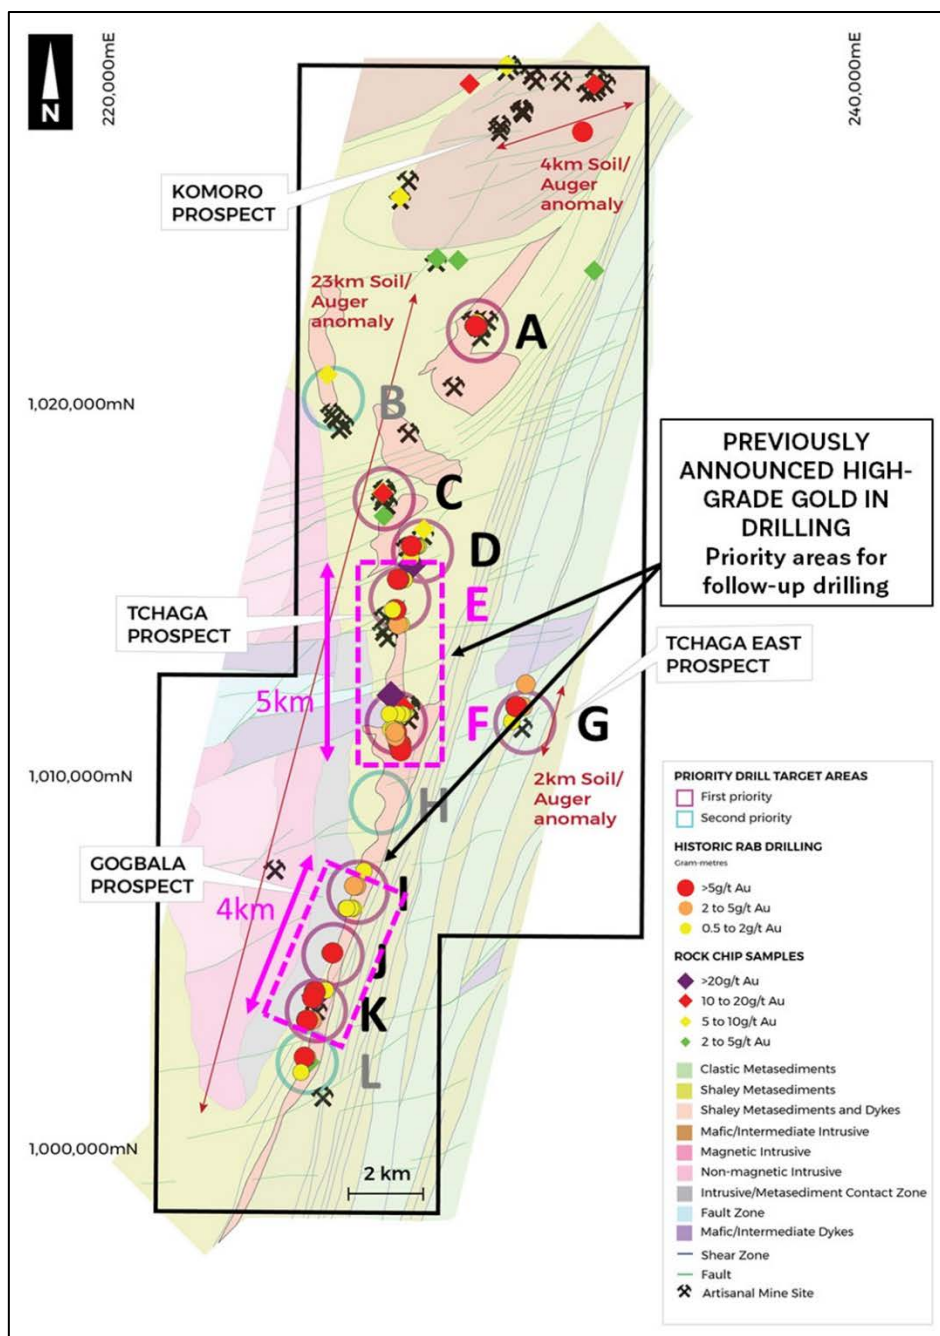 N
220,000mE
240,000mE
KOMORO
PROSPECT
4km Soil/
Auger
anomaly
23km Soil/
Auger
anomaly
A
1,020,000mN
B
PREVIOUSLY
ANNOUNCED HIGH-
GRADE GOLD IN
DRILLING
Priority areas for
follow-up drilling
C
D
TCHAGA
PROSPECT
E
TCHAGA EAST
PROSPECT
5km
F
G
1,010,000mN
2km Soil/
Auger
anomaly
H
GOGBALA
PROSPECT
I
4km
J
K
L
1,000,000mN
2 km
PRIORITY DRILL TARGET AREAS
First priority
Second priority
HISTORIC RAB DRILLING
Gram-metres
>5g/t Au
2 to 5g/t Au
0.5 to 2g/t Au
ROCK CHIP SAMPLES
>20g/t Au
10 to 20g/t Au
5 to 10g/t Au
2 to 5g/t Au
Clastic Metasediments
Shaley Metasediments
Shaley Metasediments and Dykes
Mafic/Intermediate Intrusive
Magnetic Intrusive
Non-magnetic Intrusive
Intrusive/Metasediment Contact Zone
Fault Zone
Mafic/Intermediate Dykes
Shear Zone
Fault
Artisanal Mine Site